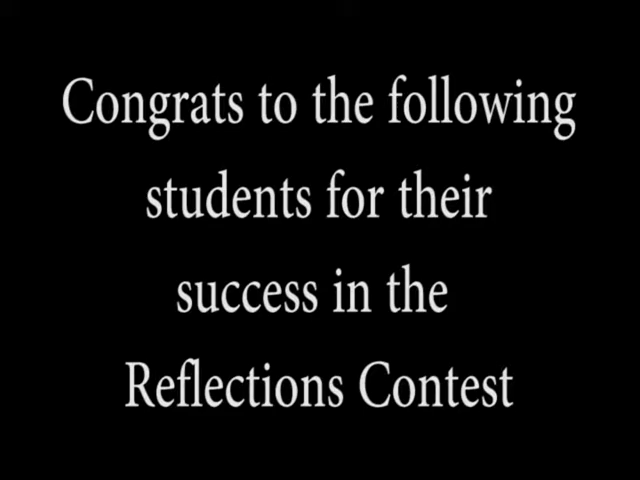 Congrats to the following
students for their
success in the
Reflections Contest